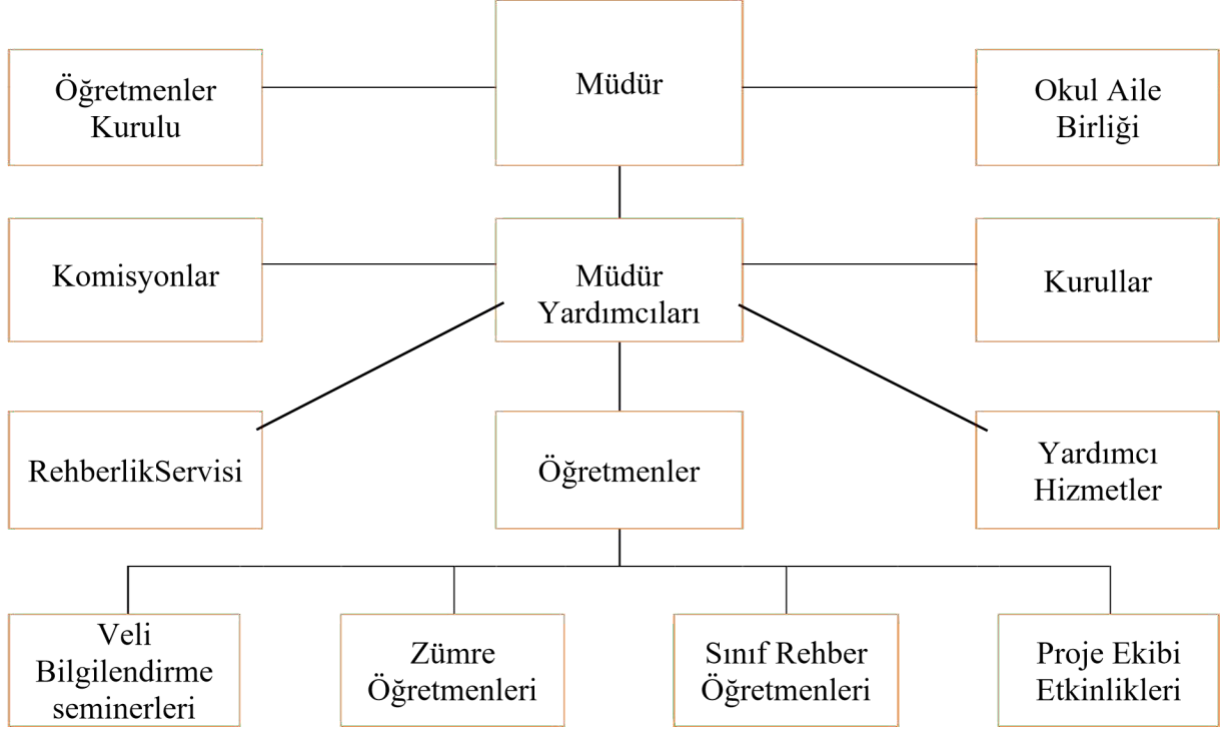 Öğretmenler
Kurulu
Müdür
Okul Aile
Birliği
Komisyonlar
Müdür
Yardımcıları
Kurullar
RehberlikServisi
Öğretmenler
Yardımcı
Hizmetler
Veli
Bilgilendirme
seminerleri
Zümre
Öğretmenleri
Sınıf Rehber
Öğretmenleri
Proje Ekibi
Etkinlikleri